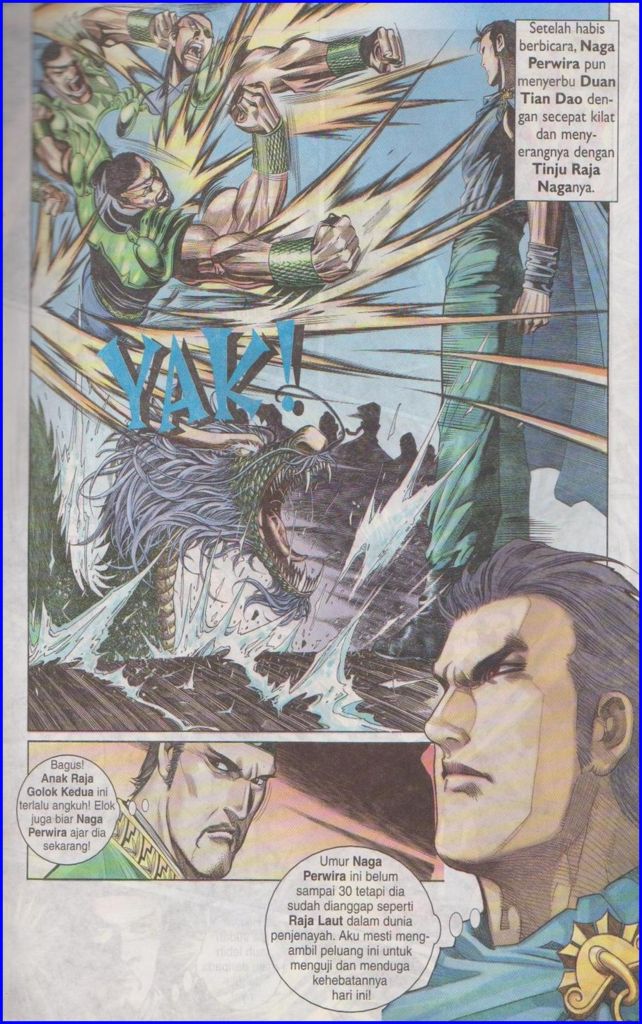 Setelah habis
berbicara, Naga
Perwira pun
menyerbu Duan
Tian Dao den-
gan secepat kilat
dan meny-
erangnya dengan
Tinju Raja
Naganya.
YAK!
Bagus!
Anak Raja
Golok Kedua ini
terlalu angkuh! Elok
juga biar Naga
Perwira ajar dia
sekarang!
Umur Naga
Perwira ini belum
sampai 30 tetapi dia
sudah dianggap seperti
Raja Laut dalam dunia
penjenayah. Aku mesti meng-
ambil peluang ini untuk
menguji dan menduga
kehebatannya
hari ini!